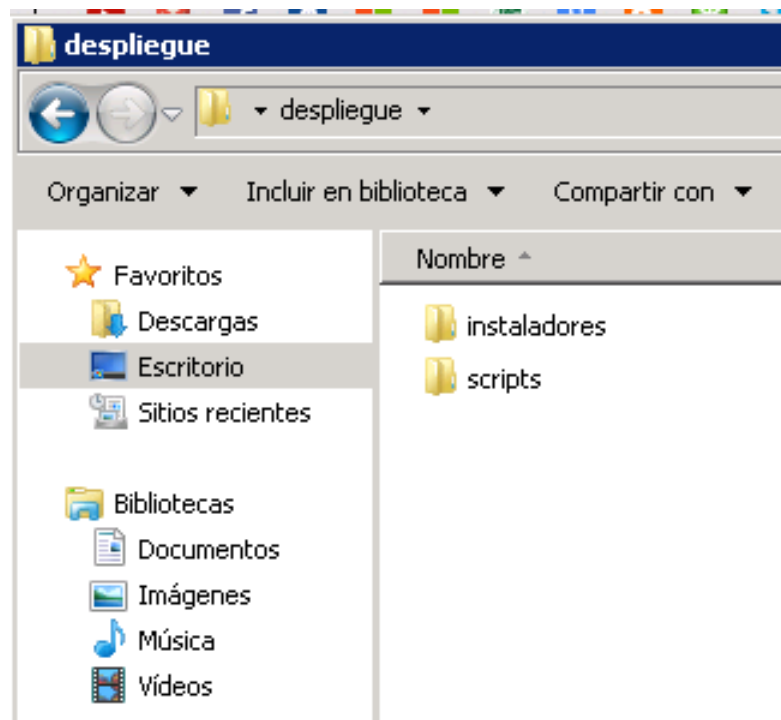 despliegue
despliegue
Organizar Incluir en biblioteca Compartir con
Favoritos
Descargas
Escritorio
Sitios recientes
Bibliotecas
Documentos
Imágenes
Música
Vídeos
Nombre
instaladores
scripts